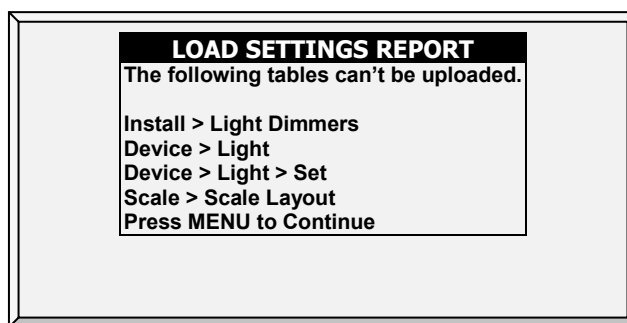 LOAD SETTINGS REPORT
The following tables can’t be uploaded.
Install > Light Dimmers
Device > Light
Device > Light > Set
Scale > Scale Layout
Press MENU to Continue